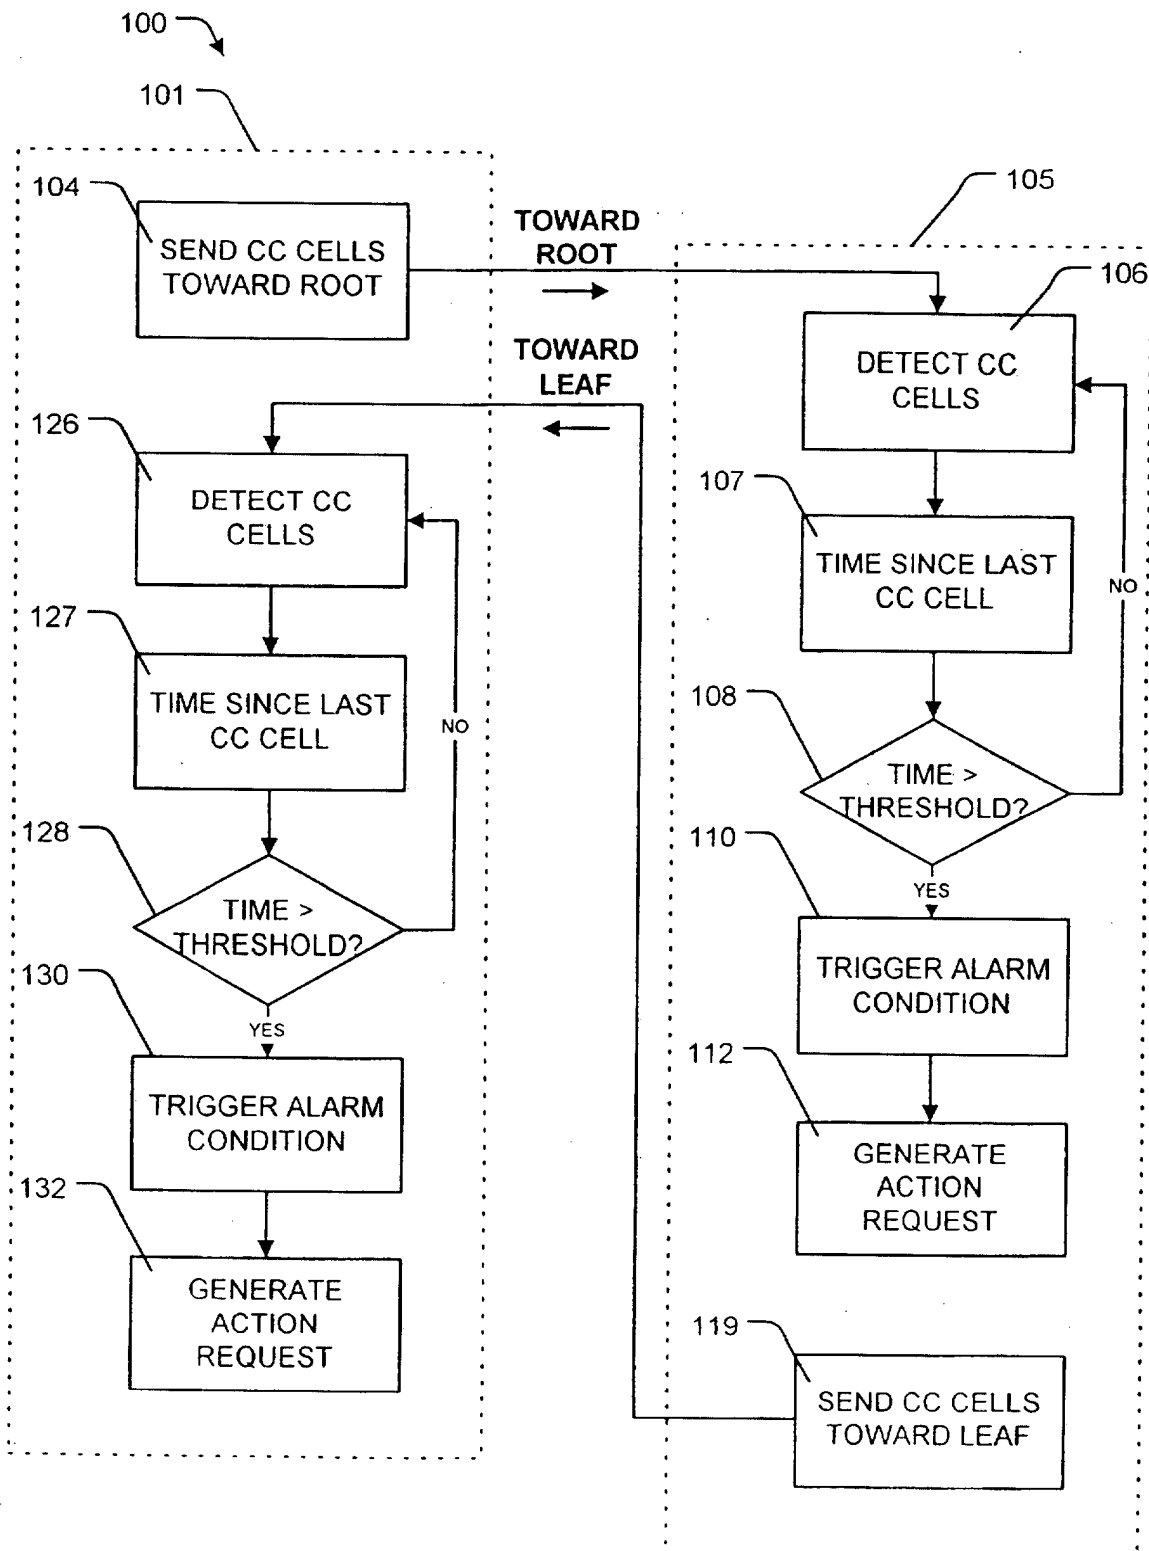 100
101
104
SEND CC CELLS
TOWARD ROOT
TOWARD
ROOT
105
106
DETECT CC
CELLS
TOWARD
LEAF
126
DETECT CC
CELLS
107
TIME SINCE LAST
CC CELL
NO
127
TIME SINCE LAST
CC CELL
NO
108
TIME >
THRESHOLD?
128
TIME >
THRESHOLD?
110
YES
TRIGGER ALARM
CONDITION
130
YES
TRIGGER ALARM
CONDITION
112
GENERATE
ACTION
REQUEST
132
GENERATE
ACTION
REQUEST
119
SEND CC CELLS
TOWARD LEAF